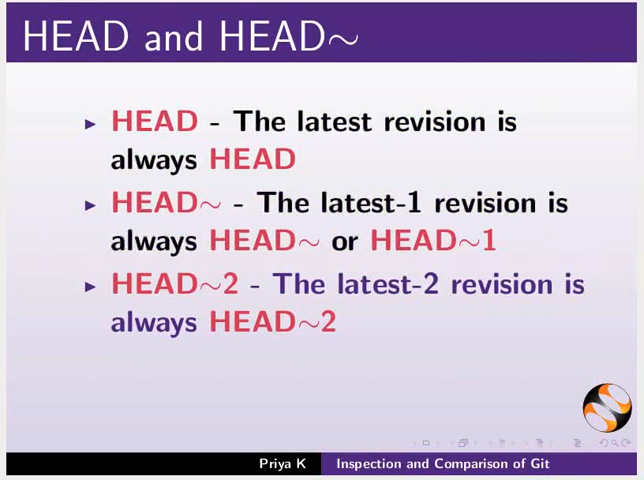 HEAD and HEAD~
HEAD - The latest revision is
always HEAD
HEAD~ - The latest-1 revision is
always HEAD~ or HEAD~1
HEAD~2 - The latest-2 revision is
always HEAD~2
Priya K Inspection and Comparison of Git